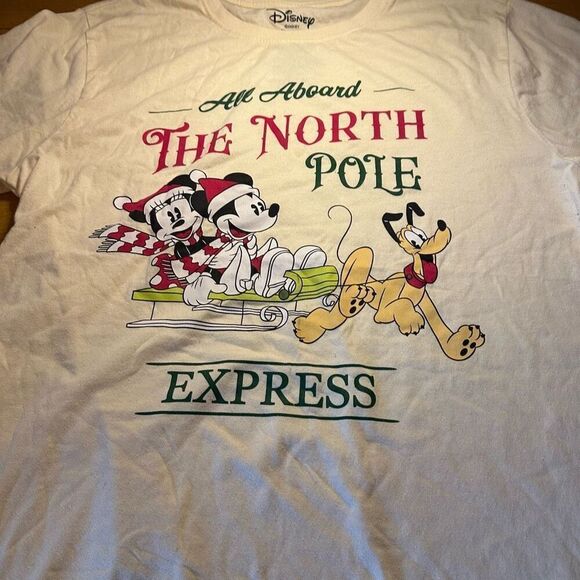 Disney
All Aboard
THE NORTH
POLE
EXPRESS